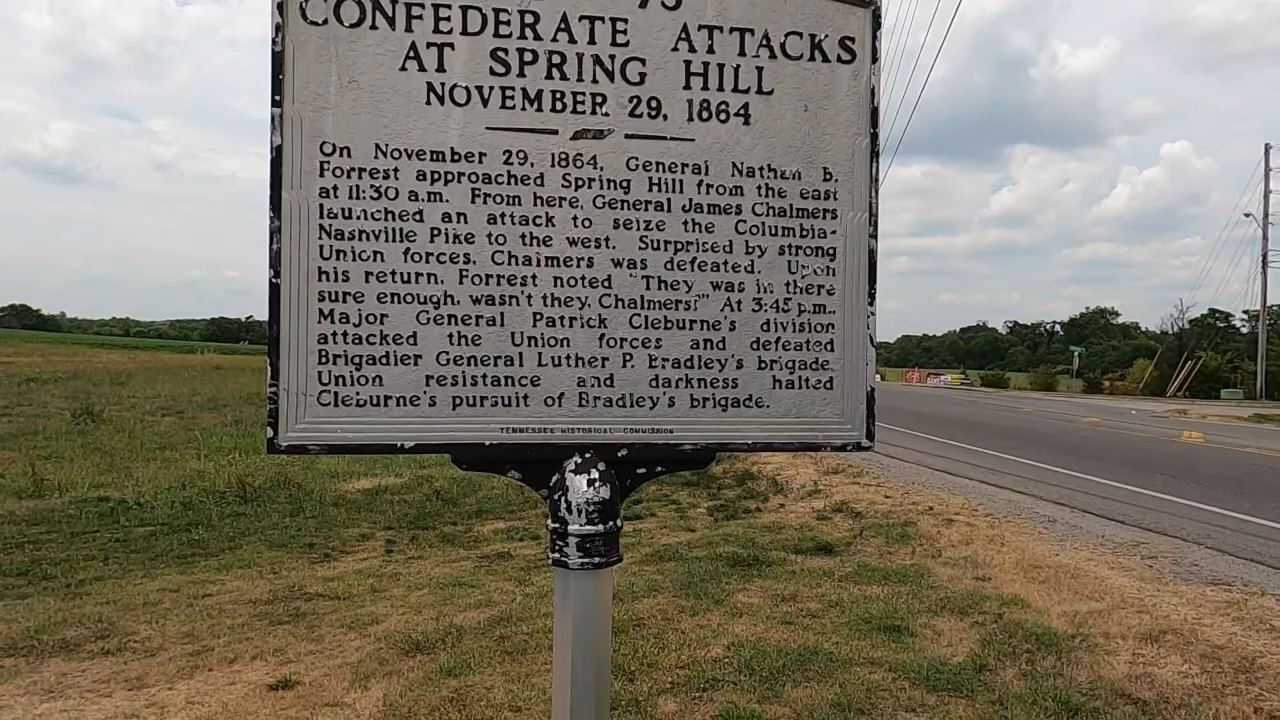 CONFEDERATE ATTACKS
AT SPRING HILL
NOVEMBER 29, 1864
On November 29, 1864, General Nathan B.
Forrest approached Spring Hill from the east
at 11:30 a.m. From here, General James Chalmers
launched an attack to seize the Columbia-
Nashville Pike to the west. Surprised by strong
Union forces, Chalmers was defeated. Upon
his return, Forrest noted "They was in there
sure enough, wasn't they, Chalmers?" At 3:45 p.m.,
Major General Patrick Cleburne's division
attacked the Union forces and defeated
Brigadier General Luther P. Bradley's brigade.
Union resistance and darkness halted
Cleburne's pursuit of Bradley's brigade.
TENNESSEE HISTORICAL COMMISSION